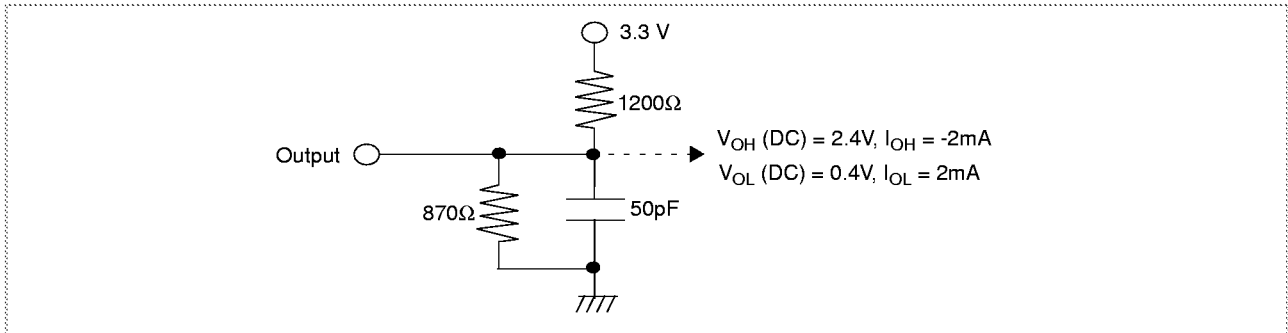 3.3 V
1200Ω
Output
V_OH (DC) = 2.4V, I_OH = -2mA
V_OL (DC) = 0.4V, I_OL = 2mA
870Ω
50pF